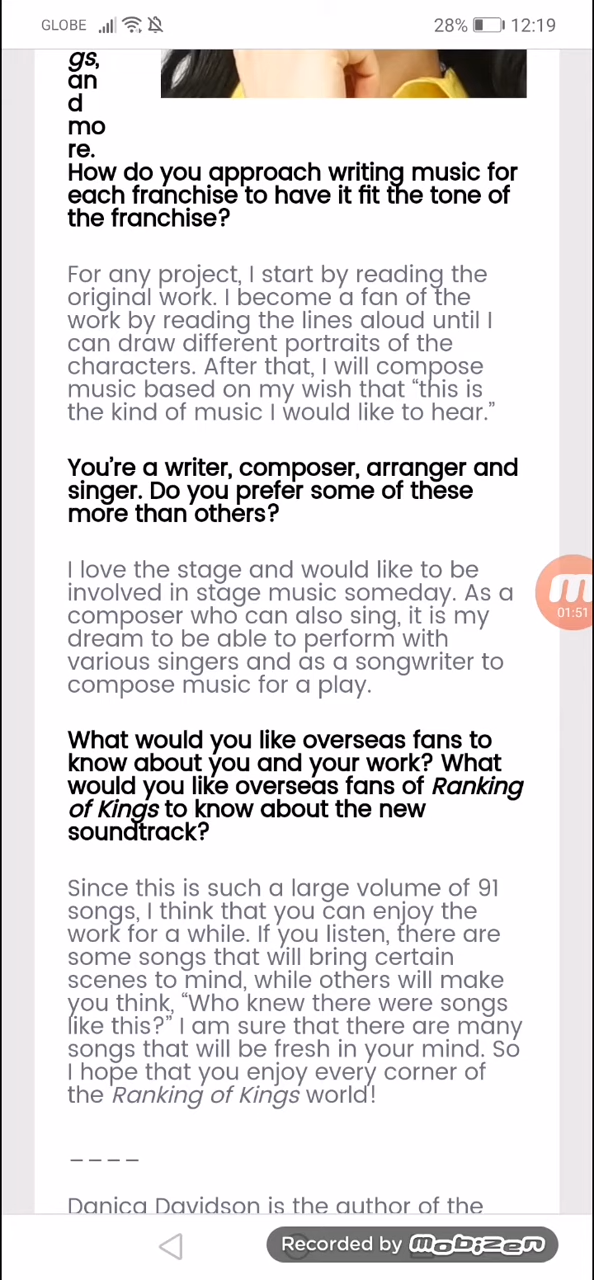 GLOBE 28% 12:19
gs,
an
d
mo
re.
How do you approach writing music for
each franchise to have it fit the tone of
the franchise?
For any project, I start by reading the
original work. I become a fan of the
work by reading the lines aloud until I
can draw different portraits of the
characters. After that, I will compose
music based on my wish that “this is
the kind of music I would like to hear.”
You’re a writer, composer, arranger and
singer. Do you prefer some of these
more than others?
I love the stage and would like to be
involved in stage music someday. As a
composer who can also sing, it is my
dream to be able to perform with
various singers and as a songwriter to
compose music for a play.
What would you like overseas fans to
know about you and your work? What
would you like overseas fans of Ranking
of Kings to know about the new
soundtrack?
Since this is such a large volume of 91
songs, I think that you can enjoy the
work for a while. If you listen, there are
some songs that will bring certain
scenes to mind, while others will make
you think, “Who knew there were songs
like this?” I am sure that there are many
songs that will be fresh in your mind. So
I hope that you enjoy every corner of
the Ranking of Kings world!
––––
Danica Davidson is the author of the
m
01:51
Recorded by mobizen